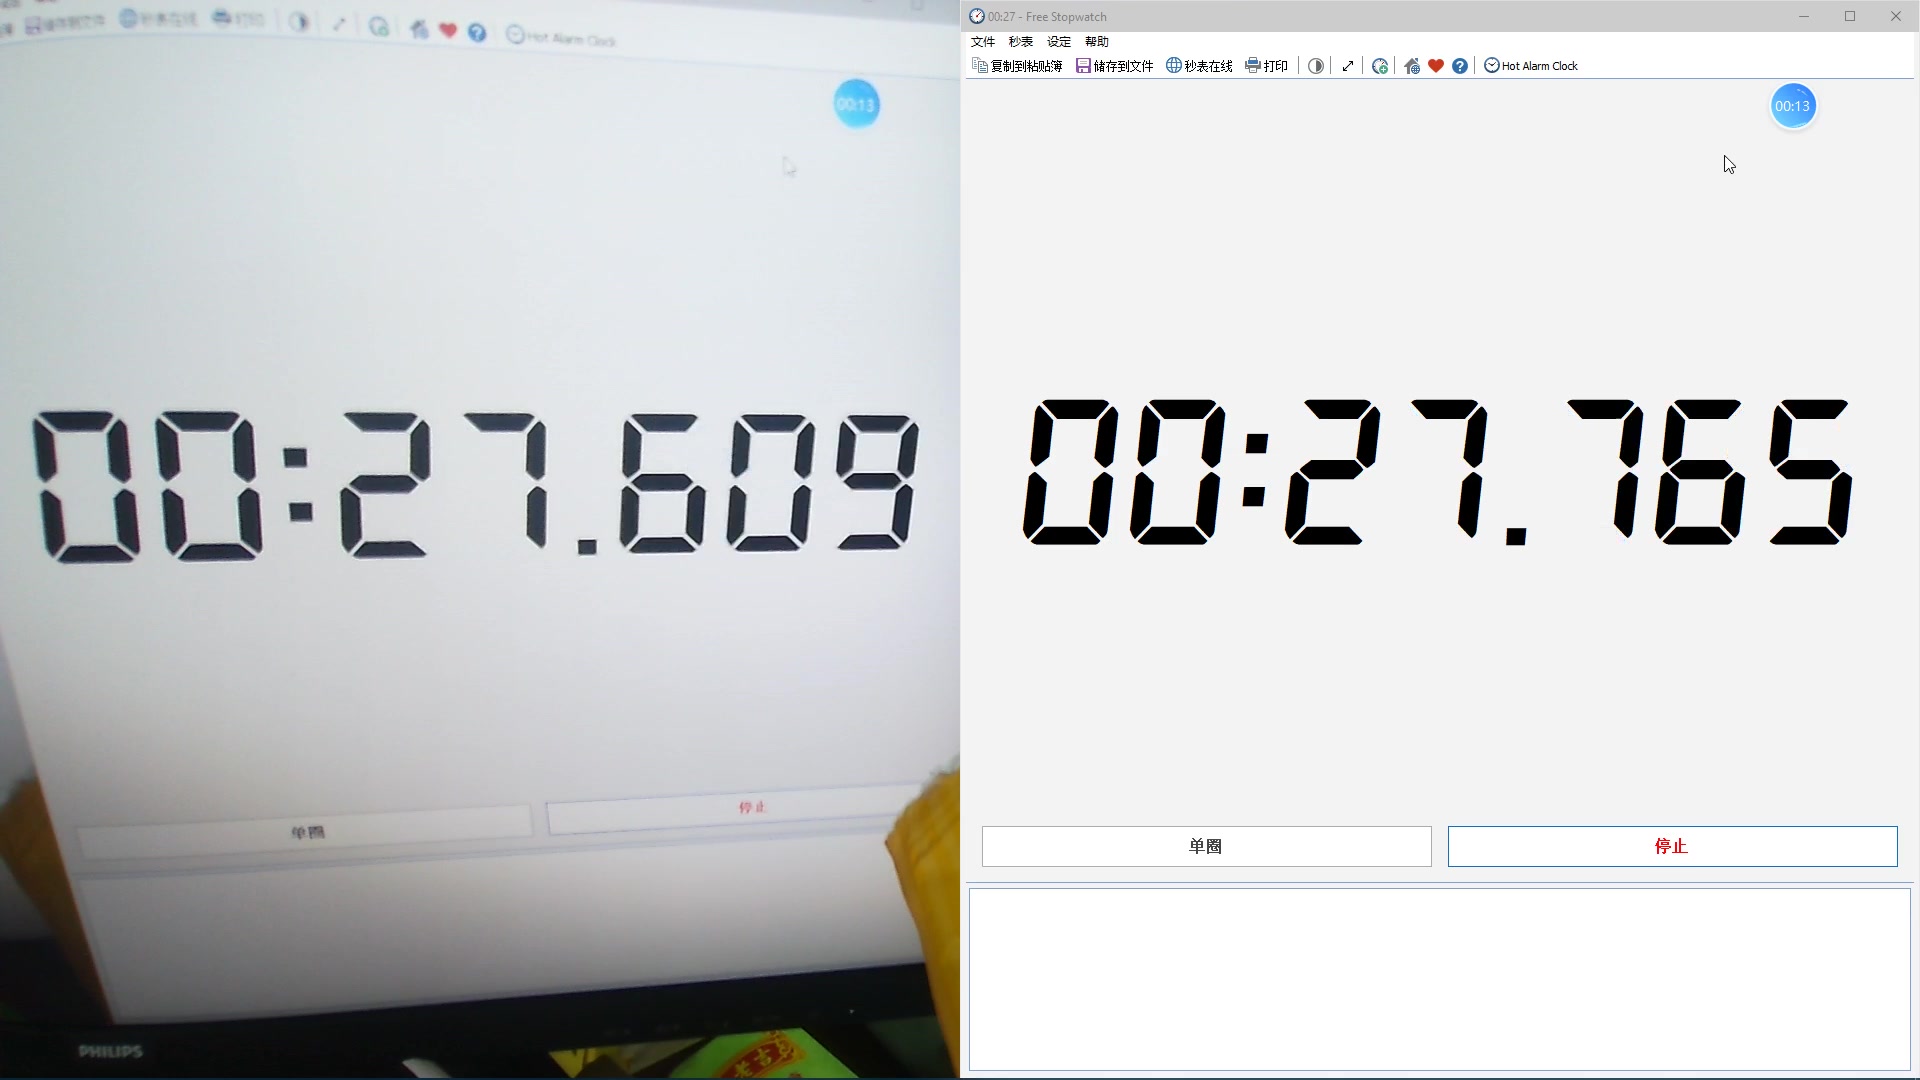 储存到文件 秒表在线 打印 Hot Alarm Clock
00:13
00:27.609
单圈 停止
PHILIPS
老吉
00:27 - Free Stopwatch
文件 秒表 设定 帮助
复制到粘贴簿 储存到文件 秒表在线 打印 Hot Alarm Clock
00:13
00:27.765
单圈 停止